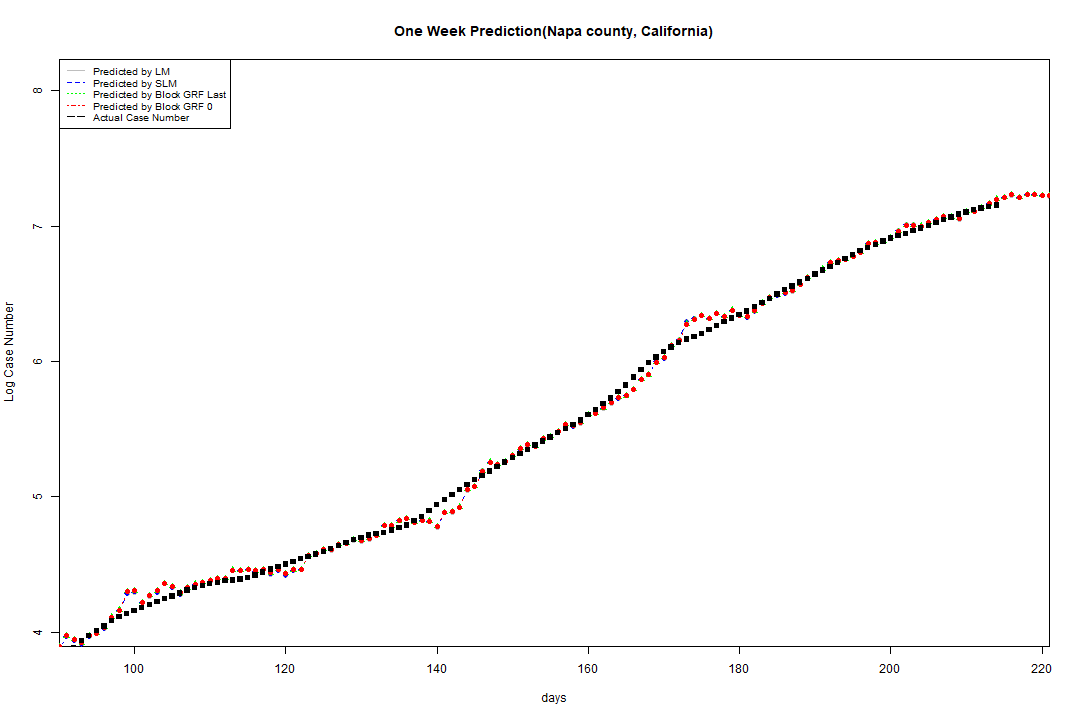 One Week Prediction(Napa county, California)
Predicted by LM
Predicted by SLM
Predicted by Block GRF Last
Predicted by Block GRF 0
Actual Case Number
8
7
6
5
4
Log Case Number
100 120 140 160 180 200 220
days